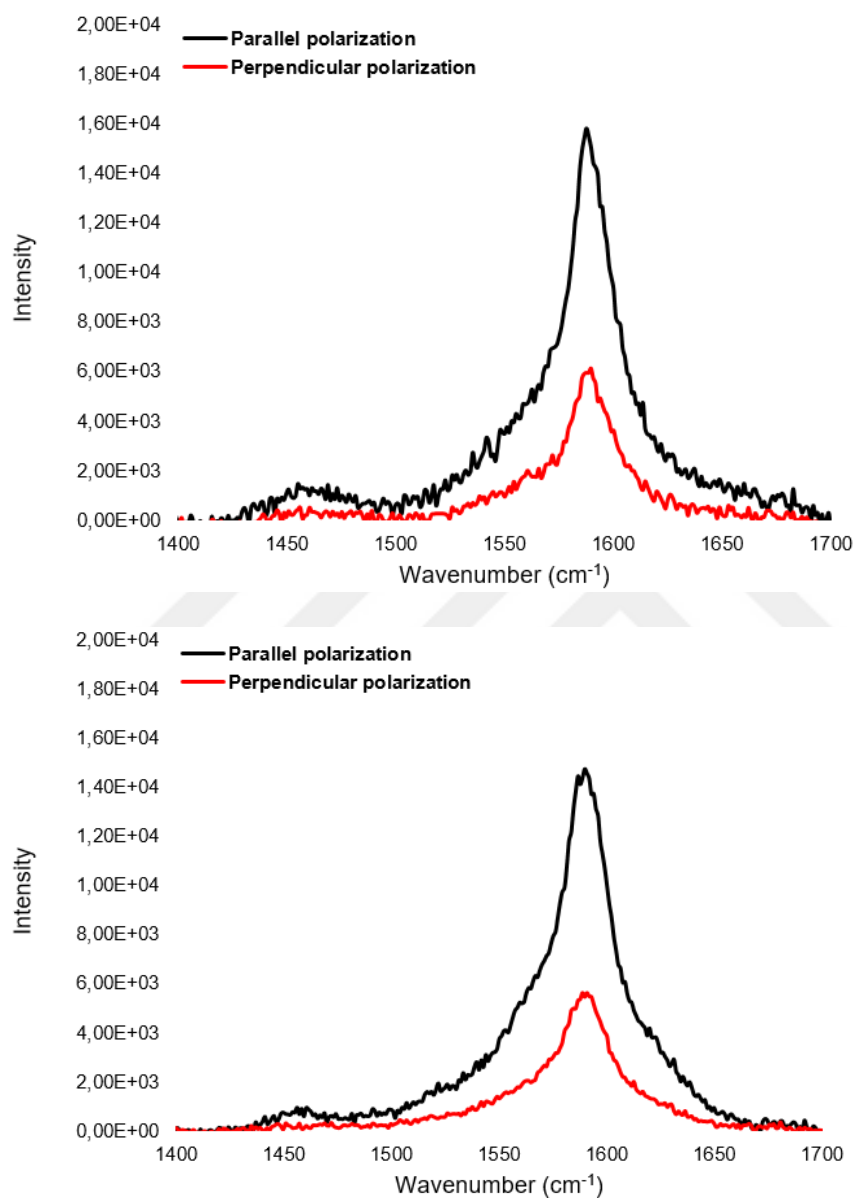 2,00E+04
Parallel polarization
1,80E+04
Perpendicular polarization
1,60E+04
1,40E+04
1,20E+04
1,00E+04
8,00E+03
6,00E+03
4,00E+03
2,00E+03
0,00E+00
Intensity
1400 1450 1500 1550 1600 1650 1700
Wavenumber (cm-1)
2,00E+04
Parallel polarization
1,80E+04
Perpendicular polarization
1,60E+04
1,40E+04
1,20E+04
1,00E+04
8,00E+03
6,00E+03
4,00E+03
2,00E+03
0,00E+00
Intensity
1400 1450 1500 1550 1600 1650 1700
Wavenumber (cm-1)